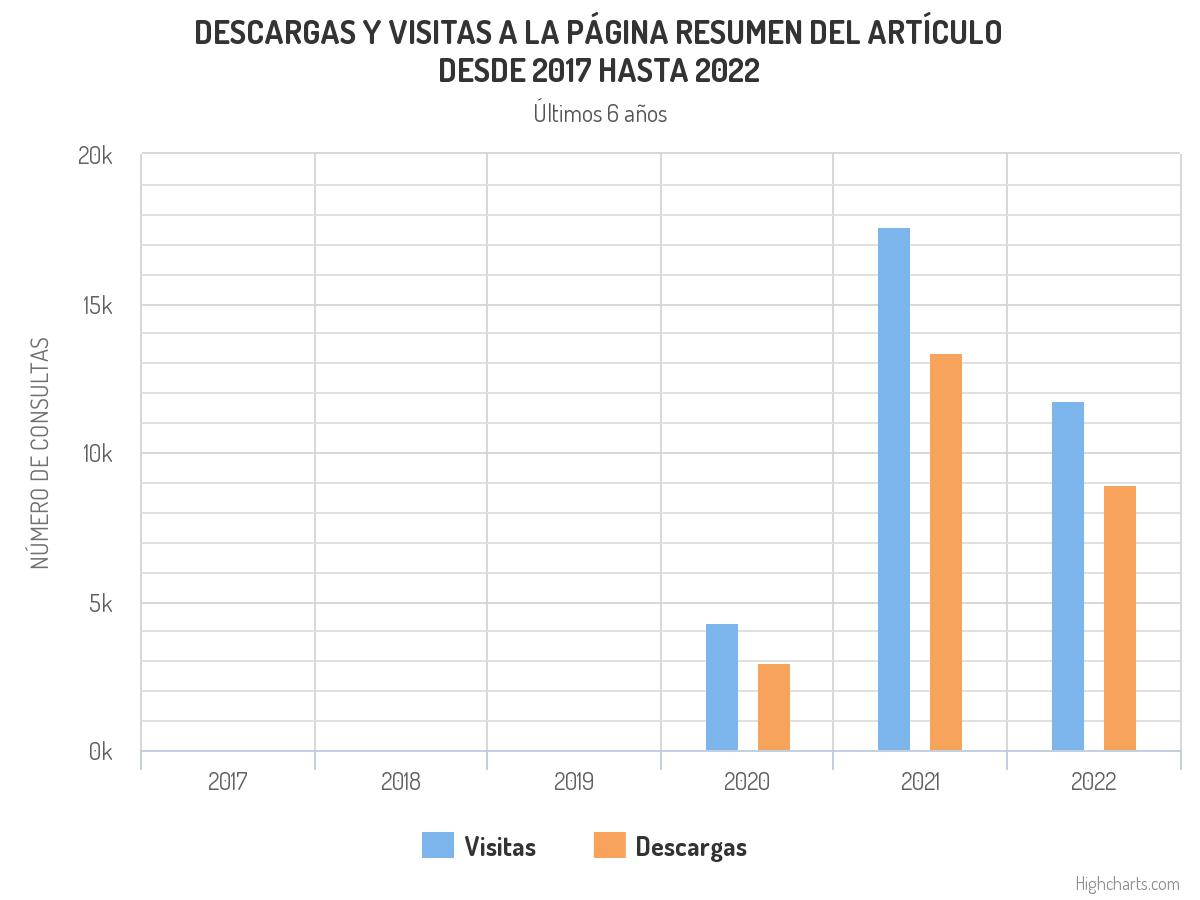 DESCARGAS Y VISITAS A LA PÁGINA RESUMEN DEL ARTÍCULO
DESDE 2017 HASTA 2022
Últimos 6 años
NÚMERO DE CONSULTAS
20k
15k
10k
5k
0k
2017 2018 2019 2020 2021 2022
Visitas Descargas
Highcharts.com